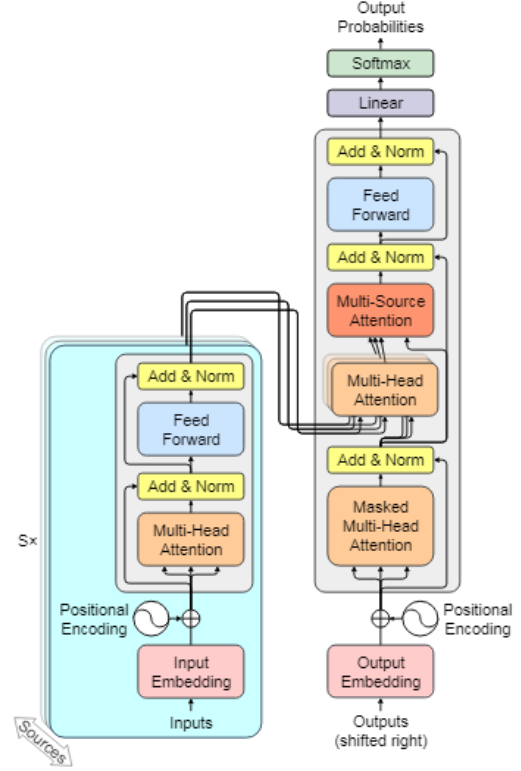 Output
Probabilities
Softmax
Linear
Add & Norm
Feed
Forward
Add & Norm
Multi-Source
Attention
Multi-Head
Attention
Add & Norm
Masked
Multi-Head
Attention
Positional
Encoding
Output
Embedding
Outputs
(shifted right)
Add & Norm
Feed
Forward
Add & Norm
Multi-Head
Attention
S×
Positional
Encoding
Input
Embedding
Inputs
Sources